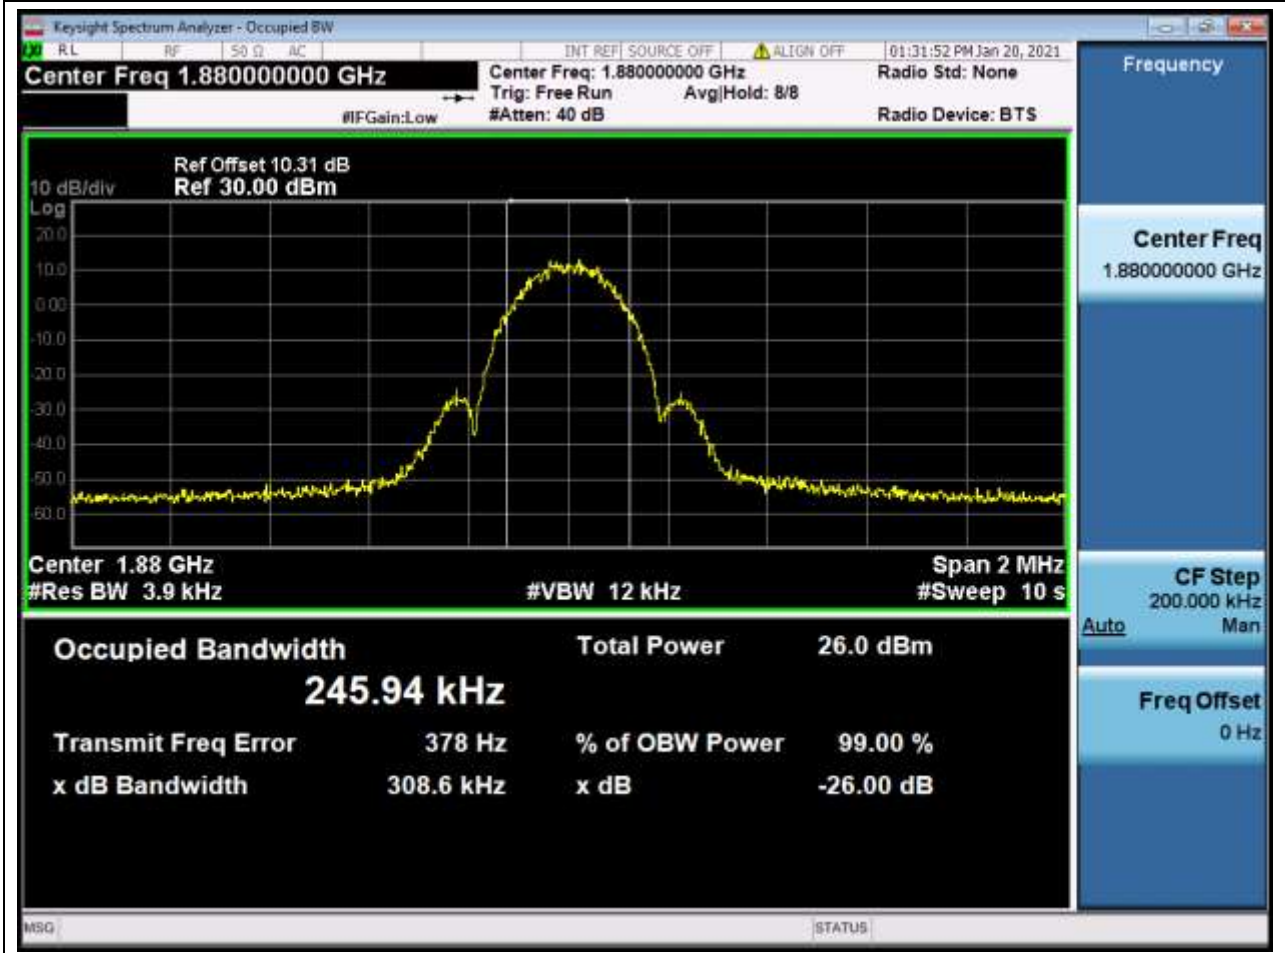 Keysight Spectrum Analyzer - Occupied BW
RL RF 50 Ω AC INT REF SOURCE OFF ALIGN OFF 01:31:52 PM Jan 20, 2021
Center Freq 1.880000000 GHz
Center Freq: 1.880000000 GHz
Radio Std: None
Trig: Free Run Avg|Hold: 8/8
#IFGain:Low
#Atten: 40 dB
Radio Device: BTS
Ref Offset 10.31 dB
10 dB/div Ref 30.00 dBm
Log
20.0
10.0
0.00
-10.0
-20.0
-30.0
-40.0
-50.0
-60.0
Center 1.88 GHz Span 2 MHz
#Res BW 3.9 kHz #VBW 12 kHz #Sweep 10 s
Occupied Bandwidth Total Power 26.0 dBm
245.94 kHz
Transmit Freq Error 378 Hz % of OBW Power 99.00 %
x dB Bandwidth 308.6 kHz x dB -26.00 dB
MSG STATUS
Frequency
Center Freq
1.880000000 GHz
CF Step
200.000 kHz
Auto Man
Freq Offset
0 Hz